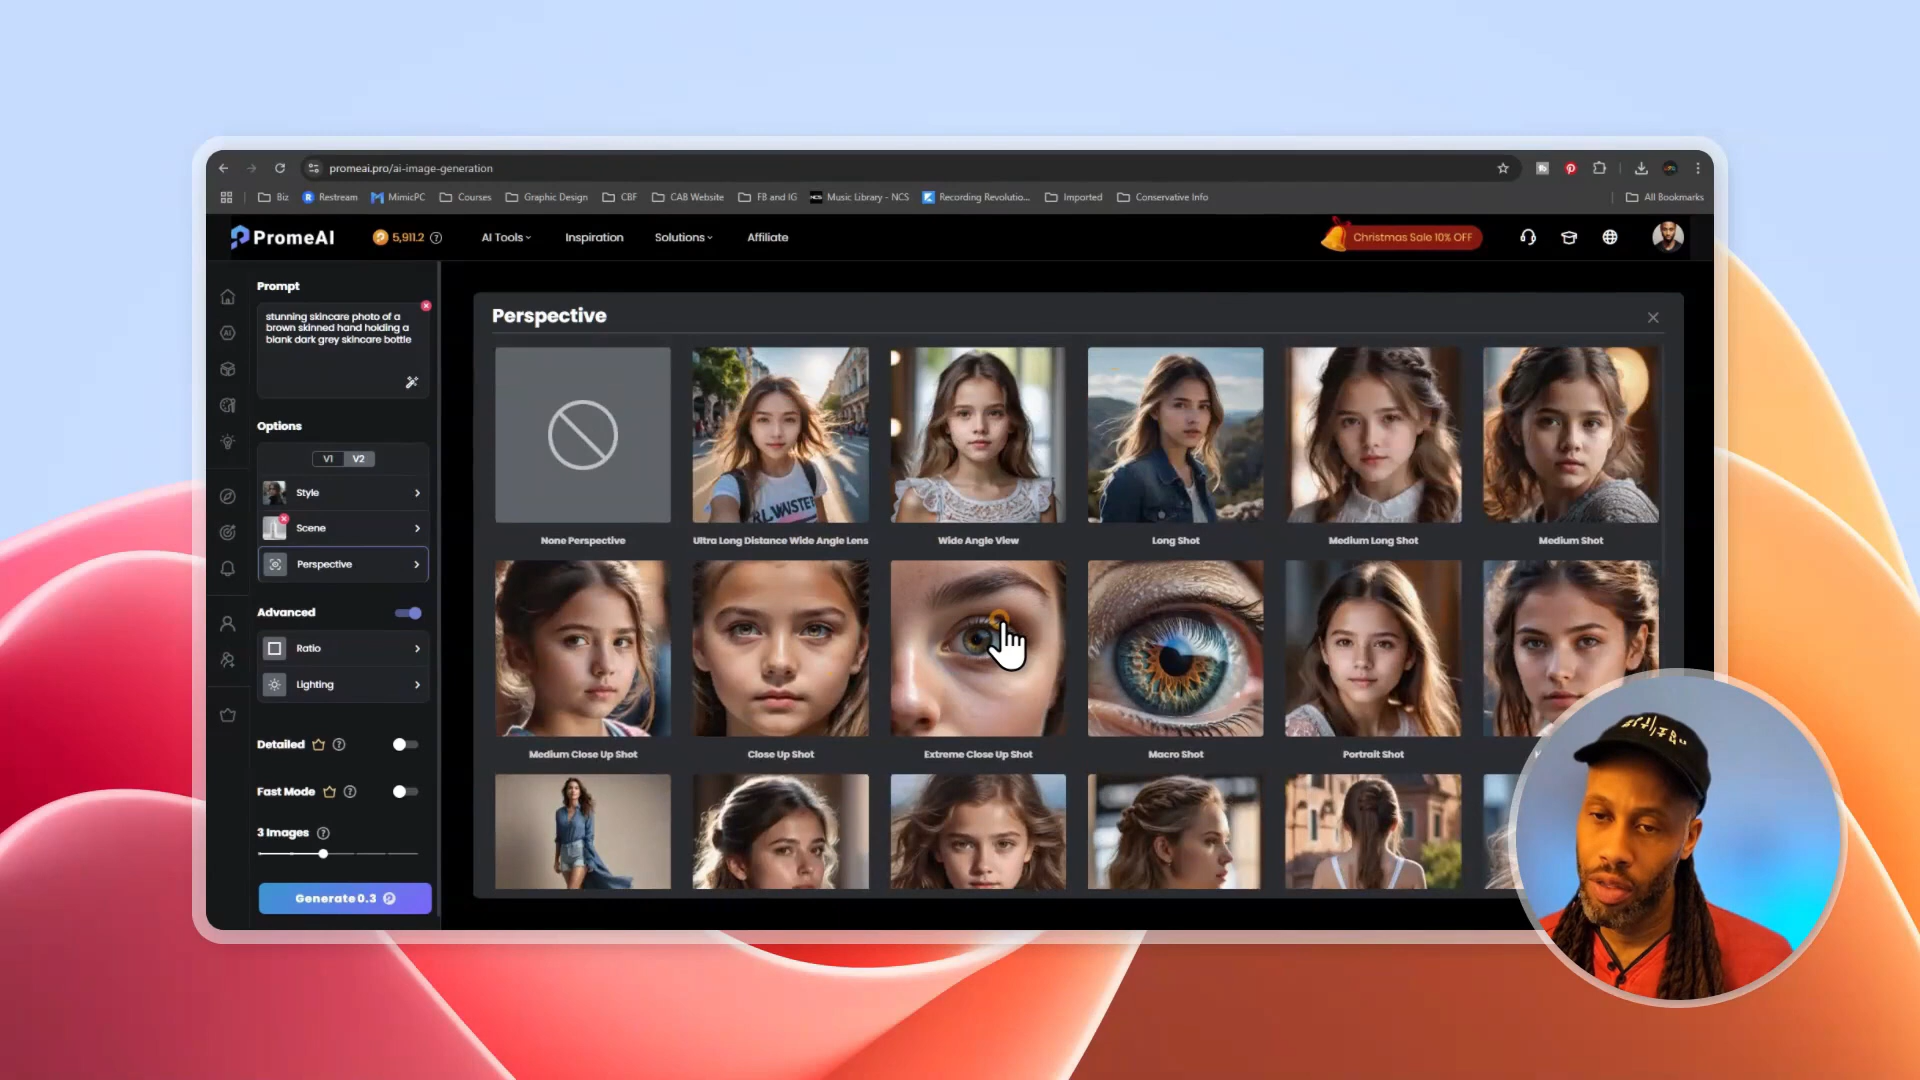 promeai.pro/ai-image-generation
Biz
Restream
MimicPC
Courses
Graphic Design
CBF
CAB Website
FB and IG
Music Library - NCS
Recording Revolutio...
Imported
Conservative Info
All Bookmarks
PromeAI
5,911.2
AI Tools
Inspiration
Solutions
Affiliate
Christmas Sale 10% OFF
Prompt
stunning skincare photo of a
brown skinned hand holding a
blank dark grey skincare bottle
Options
V1
V2
Style
Scene
Perspective
Advanced
Ratio
Lighting
Detailed
Fast Mode
3 Images
Generate 0.3
Perspective
None Perspective
Ultra Long Distance Wide Angle Lens
Wide Angle View
Long Shot
Medium Long Shot
Medium Shot
Medium Close Up Shot
Close Up Shot
Extreme Close Up Shot
Macro Shot
Portrait Shot